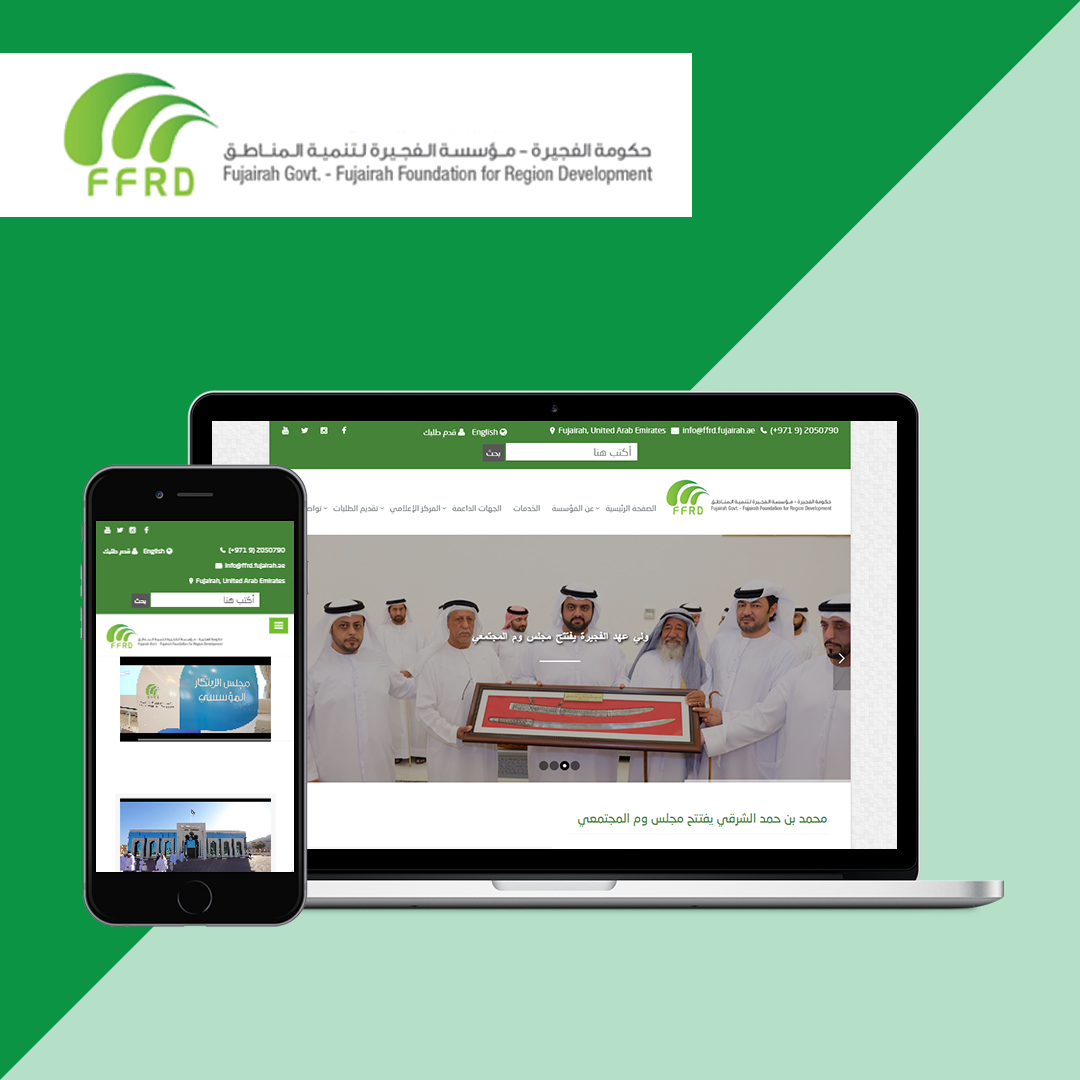 حكومة الفجيرة - مؤسسة الفجيرة لتنمية المناطق
FFRD
Fujairah Govt. - Fujairah Foundation for Region Development
قدم طلبك English Fujairah, United Arab Emirates info@ffrd.fujairah.ae (+971 9) 2050790
أكتب هنا بحث
حكومة الفجيرة - مؤسسة الفجيرة لتنمية المناطق
FFRD Fujairah Govt. - Fujairah Foundation for Region Development
الصفحة الرئيسية عن المؤسسة الخدمات الجهات الداعمة المركز الإعلامي تقديم الطلبات تواصل
ولي عهد الفجيرة يفتتح مجلس وم المجتمعي
محمد بن حمد الشرقي يفتتح مجلس وم المجتمعي
قدم طلبك English (+971 9) 2050790
info@ffrd.fujairah.ae
Fujairah, United Arab Emirates
أكتب هنا بحث
حكومة الفجيرة - مؤسسة الفجيرة لتنمية المناطق
FFRD Fujairah Govt. - Fujairah Foundation for Region Development
مجلس الابتكار
المؤسسي
FFRD